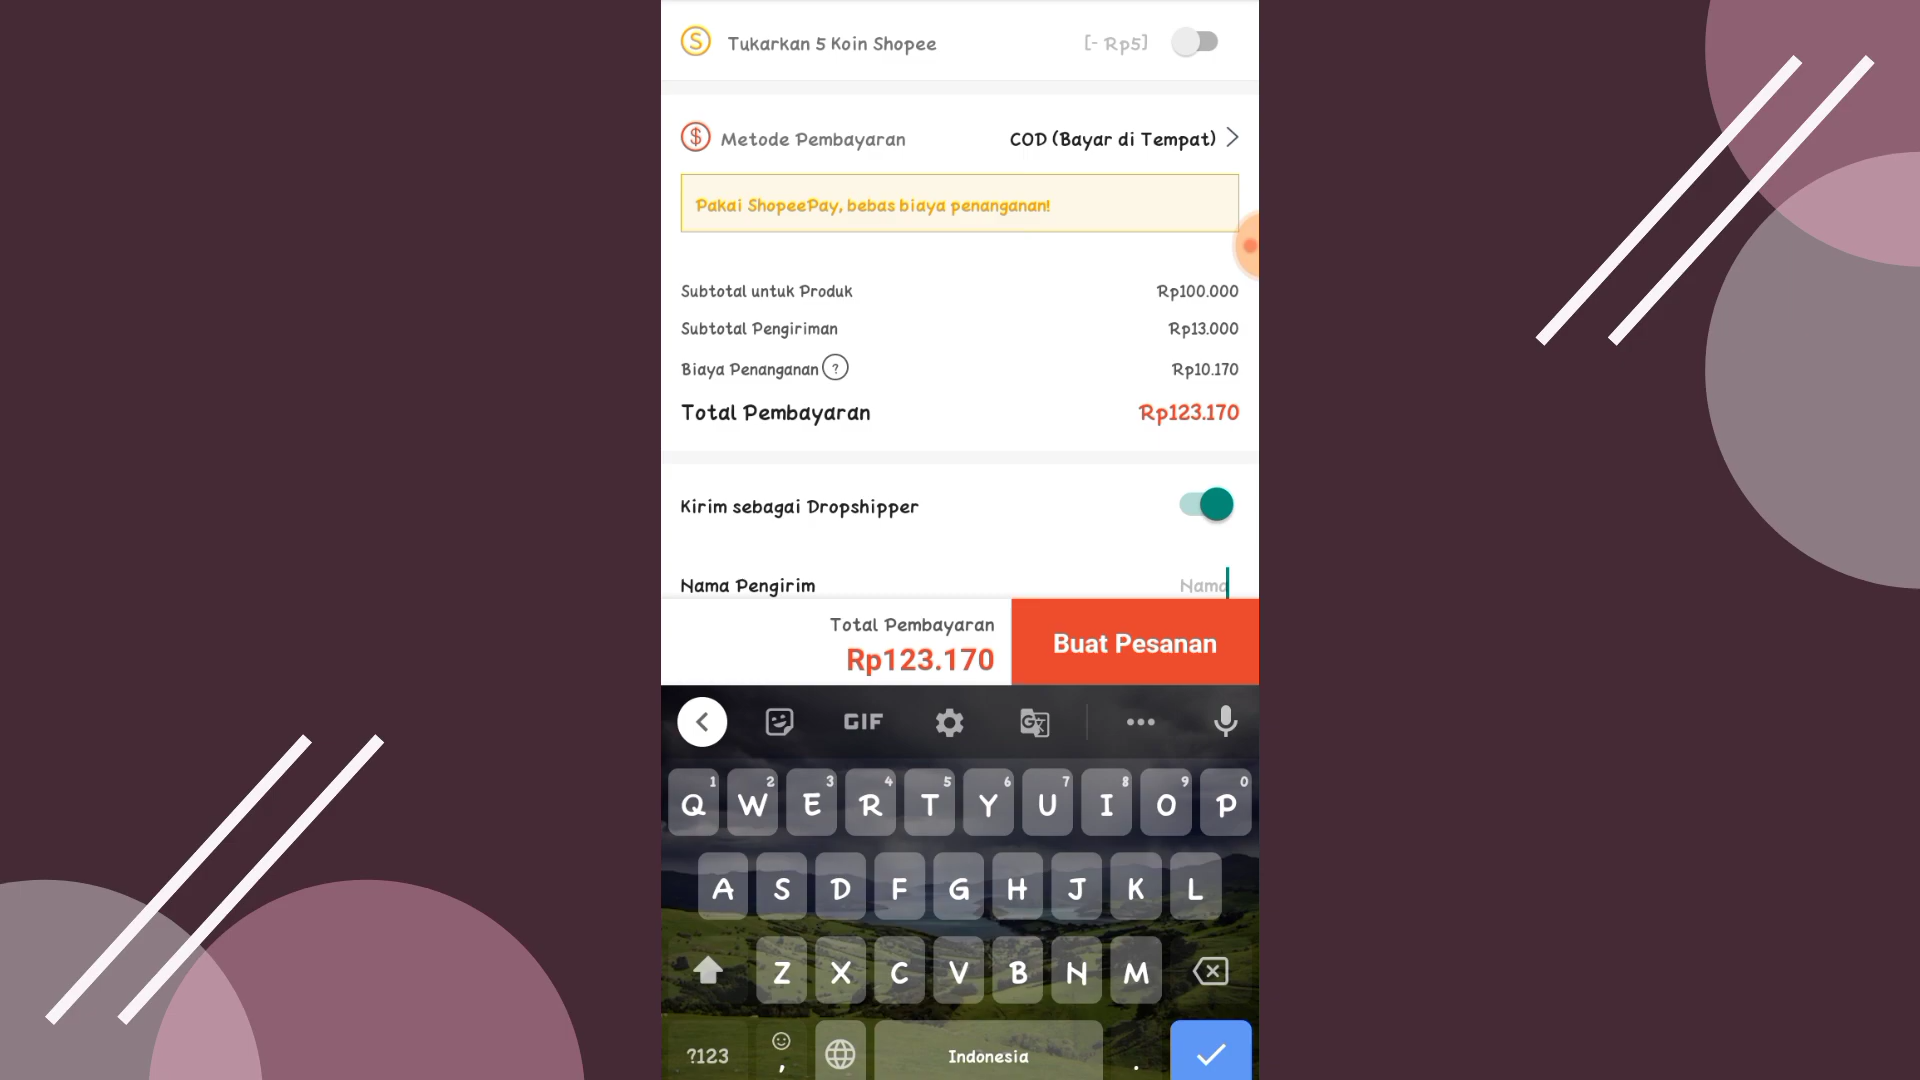 S Tukarkan 5 Koin Shopee [- Rp5]
$ Metode Pembayaran COD (Bayar di Tempat)
Pakai ShopeePay, bebas biaya penanganan!
Subtotal untuk Produk Rp100.000
Subtotal Pengiriman Rp13.000
Biaya Penanganan ? Rp10.170
Total Pembayaran Rp123.170
Kirim sebagai Dropshipper
Nama Pengirim Nama
Total Pembayaran
Rp123.170
Buat Pesanan
GIF G
1 2 3 4 5 6 7 8 9 0
Q W E R T Y U I O P
A S D F G H J K L
Z X C V B N M
?123 , Indonesia .